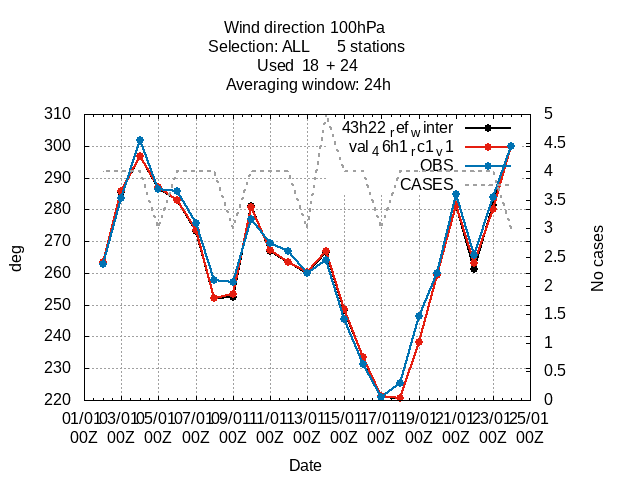 Wind direction 100hPa
Selection: ALL 5 stations
Used 18 + 24
Averaging window: 24h
310 5
43h22 refwinter
300 4.5
val46h1rc1v1
OBS
290 4
CASES
280 3.5
270 3
260 2.5
250 2
240 1.5
230 1
0.5
220 0
deg
No cases
01/01 03/01 05/01 07/01 09/01 11/01 13/01 15/01 17/01 19/01 21/01 23/01 25/01
00Z 00Z 00Z 00Z 00Z 00Z 00Z 00Z 00Z 00Z 00Z 00Z 00Z
Date